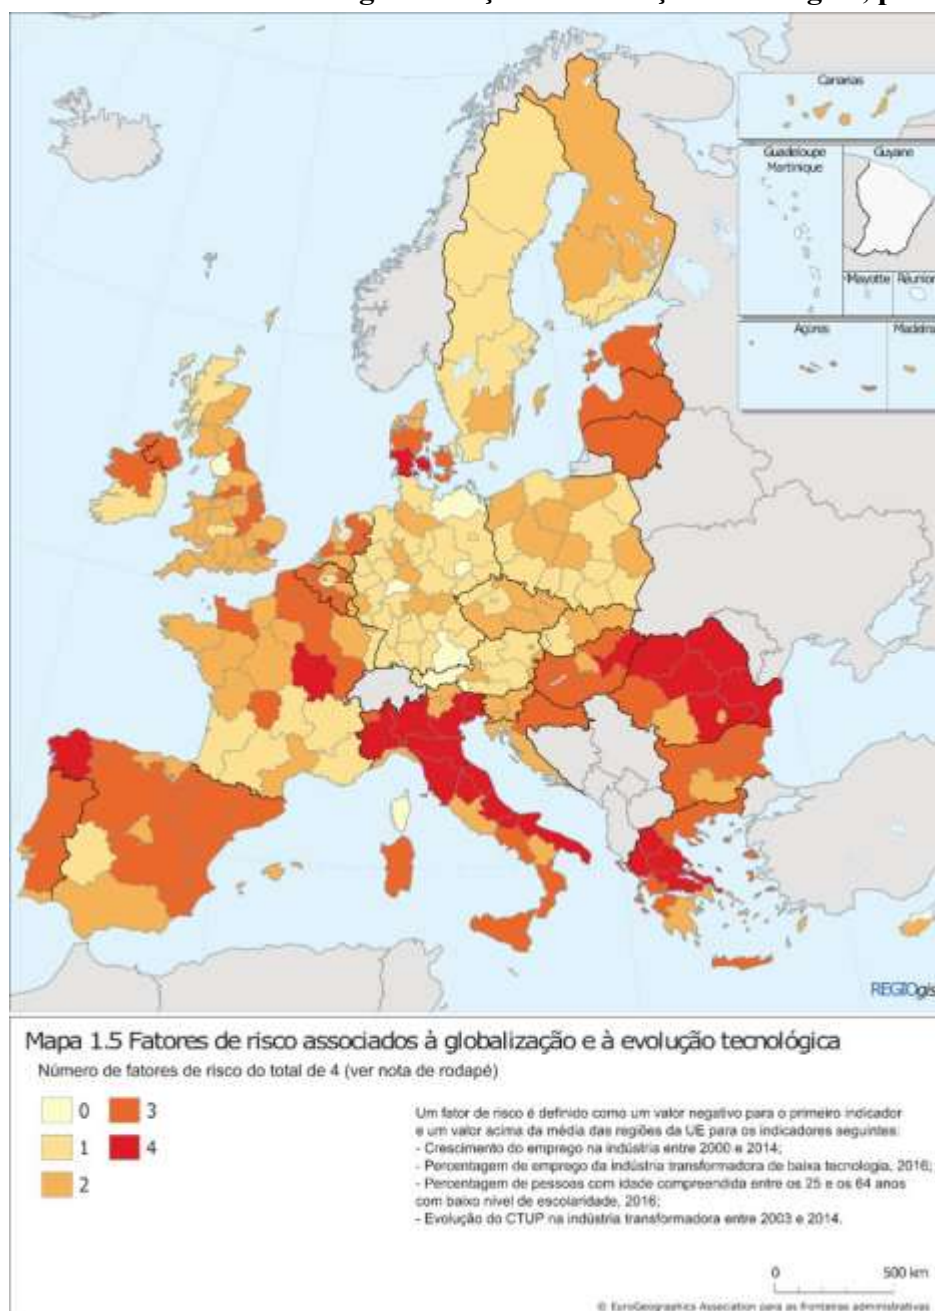 Canarias
Guadeloupe
Martinique
Guyane
Mayotte
Réunion
Açores
Madeira
REGIOgis
Mapa 1.5 Fatores de risco associados à globalização e à evolução tecnológica
Número de fatores de risco do total de 4 (ver nota de rodapé)
0
1
2
3
4
Um fator de risco é definido como um valor negativo para o primeiro indicador
e um valor acima da média das regiões da UE para os indicadores seguintes:
- Crescimento do emprego na indústria entre 2000 e 2014;
- Percentagem de emprego da indústria transformadora de baixa tecnologia, 2016;
- Percentagem de pessoas com idade compreendida entre os 25 e os 64 anos
com baixo nível de escolaridade, 2016;
- Evolução do CTUP na indústria transformadora entre 2003 e 2014.
0 500 km
© EuroGeographics Association para as fronteiras administrativas